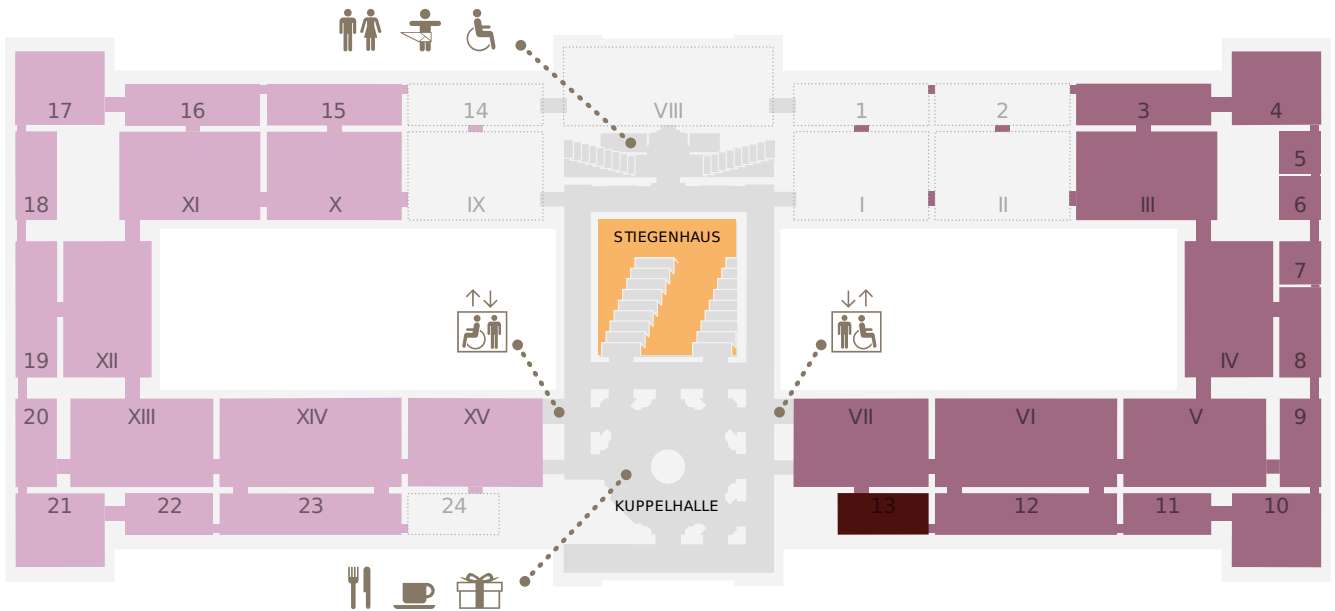 17
16
15
14
VIII
1
2
3
4
5
18
XI
X
IX
I
II
III
6
STIEGENHAUS
7
19
XII
IV
8
20
XIII
XIV
XV
VII
VI
V
9
21
22
23
24
KUPPELHALLE
13
12
11
10